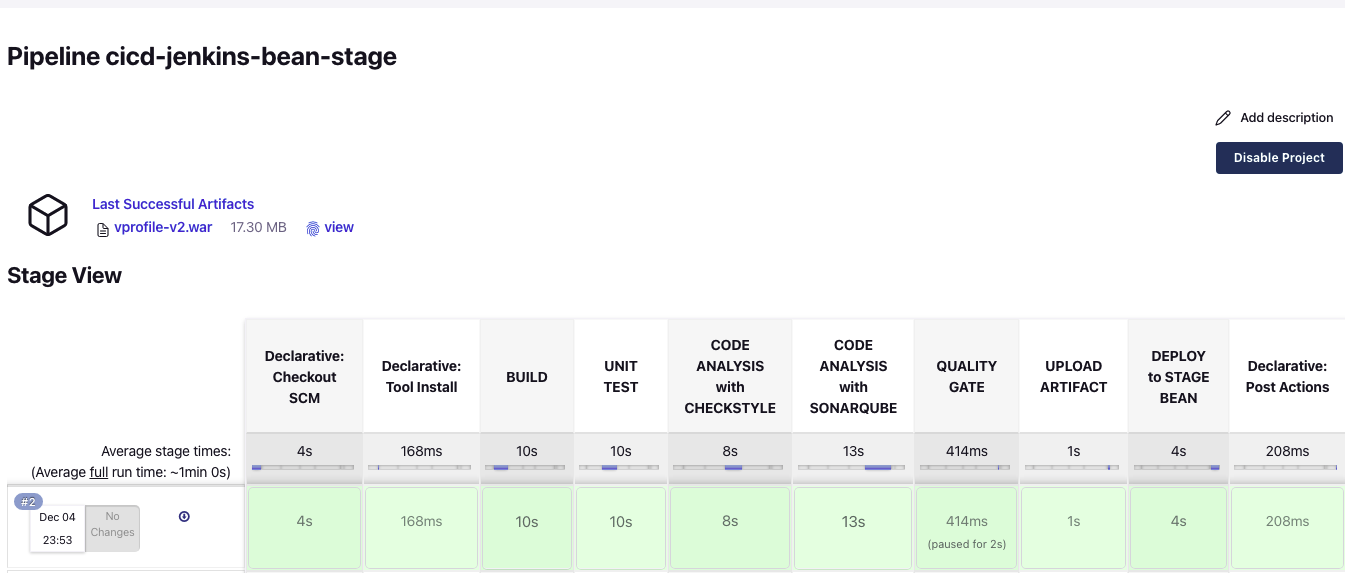 Pipeline cicd-jenkins-bean-stage
Add description
Disable Project
Last Successful Artifacts
vprofile-v2.war 17.30 MB view
Stage View
Declarative: Checkout SCM
Declarative: Tool Install
BUILD
UNIT TEST
CODE ANALYSIS with CHECKSTYLE
CODE ANALYSIS with SONARQUBE
QUALITY GATE
UPLOAD ARTIFACT
DEPLOY to STAGE BEAN
Declarative: Post Actions
Average stage times:
(Average full run time: ~1min 0s)
4s 168ms 10s 10s 8s 13s 414ms 1s 4s 208ms
#2
Dec 04
23:53
No
Changes
4s 168ms 10s 10s 8s 13s 414ms 1s 4s 208ms
(paused for 2s)